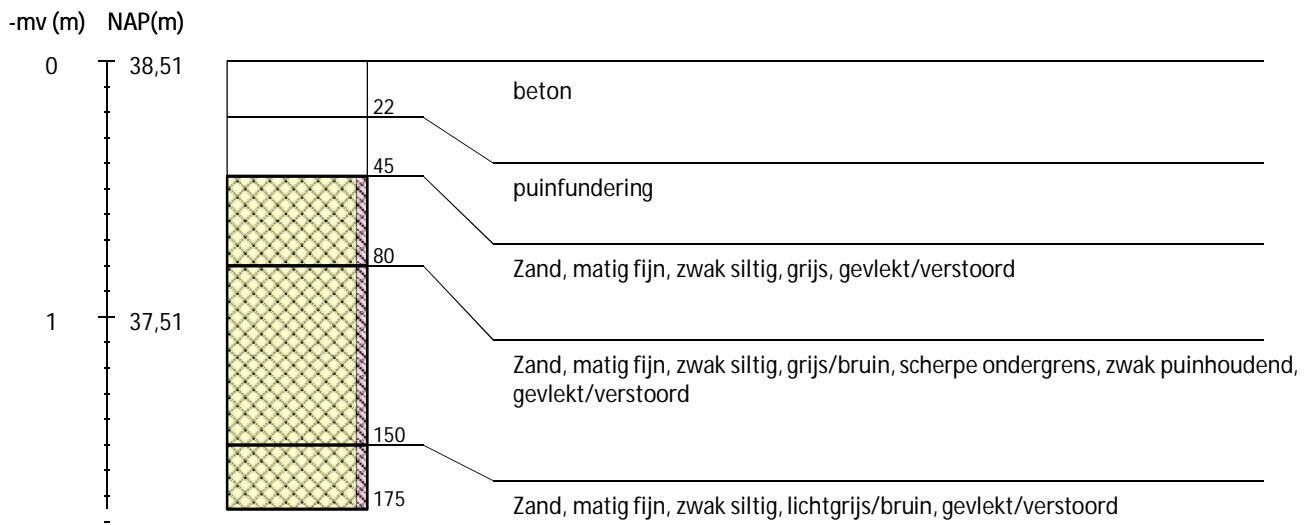 -mv (m) NAP(m)
0 38,51
beton
22
45
puinfundering
80
Zand, matig fijn, zwak siltig, grijs, gevlekt/verstoord
1 37,51
Zand, matig fijn, zwak siltig, grijs/bruin, scherpe ondergrens, zwak puinhoudend,
gevlekt/verstoord
150
175
Zand, matig fijn, zwak siltig, lichtgrijs/bruin, gevlekt/verstoord